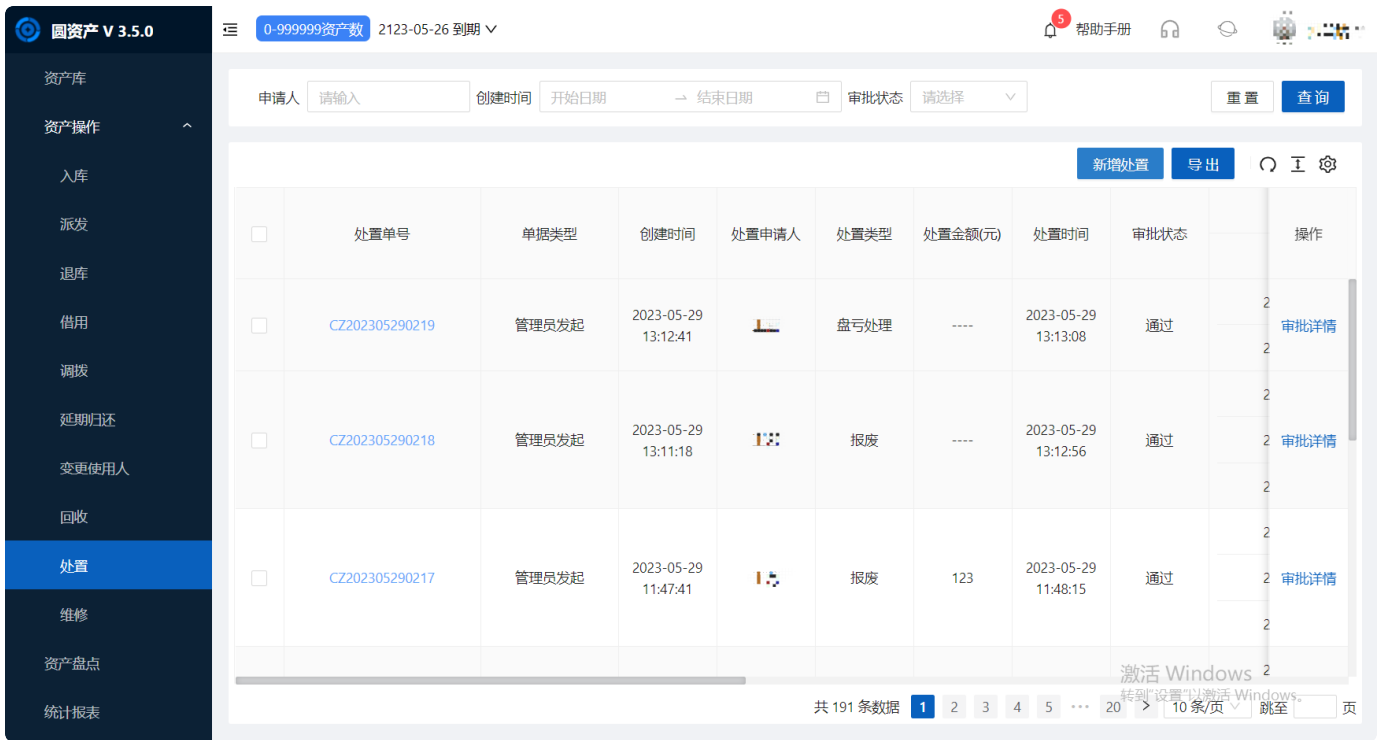 圆资产 V 3.5.0
0-999999资产数 2123-05-26 到期
5
帮助手册
资产库
资产操作
入库
派发
退库
借用
调拨
延期归还
变更使用人
回收
处置
维修
资产盘点
统计报表
申请人 请输入 创建时间 开始日期 → 结束日期 审批状态 请选择 重置 查询
新增处置 导出
处置单号 单据类型 创建时间 处置申请人 处置类型 处置金额(元) 处置时间 审批状态 操作
CZ202305290219 管理员发起 2023-05-29 13:12:41 盘亏处理 ---- 2023-05-29 13:13:08 通过 2 2 审批详情
CZ202305290218 管理员发起 2023-05-29 13:11:18 报废 ---- 2023-05-29 13:12:56 通过 2 2 2 审批详情
CZ202305290217 管理员发起 2023-05-29 11:47:41 报废 123 2023-05-29 11:48:15 通过 2 2 2 审批详情
2
激活 Windows
转到"设置"以激活 Windows。
共 191 条数据 1 2 3 4 5 ••• 20 > 10 条/页 跳至 页